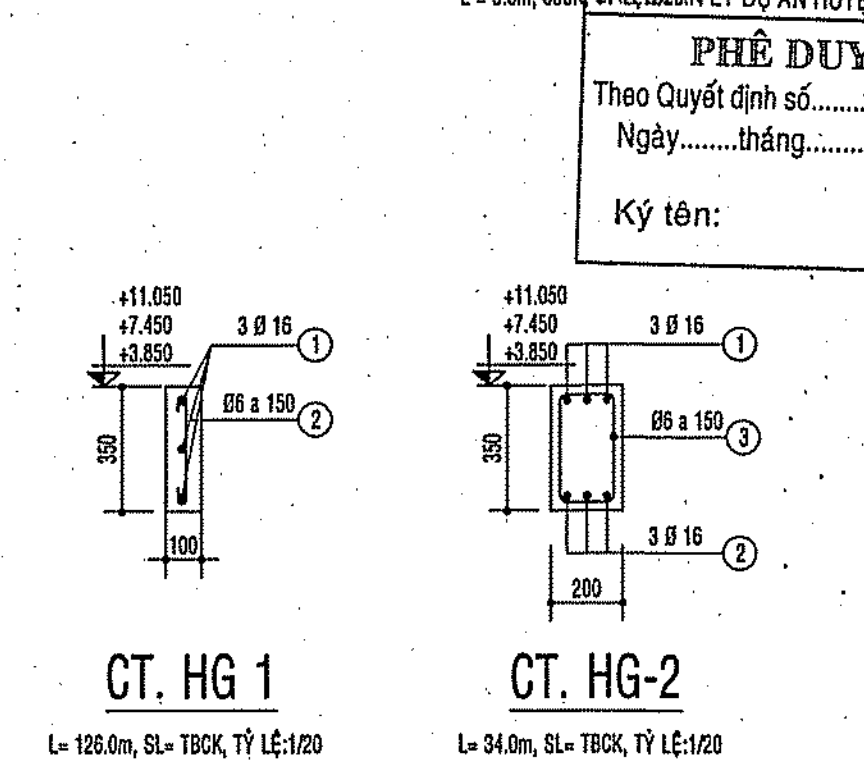 PHÊ DUY
Theo Quyết định số........
Ngày........tháng.........
Ký tên:
+11.050
+7.450
+3.850
3 Ø 16
1
Ø6 a 150
2
350
100
CT. HG 1
L= 126.0m, SL= TBCK, TỶ LỆ:1/20
+11.050
+7.450
+3.850
3 Ø 16
1
Ø6 a 150
3
350
3 Ø 16
2
200
CT. HG-2
L= 34.0m, SL= TBCK, TỶ LỆ:1/20